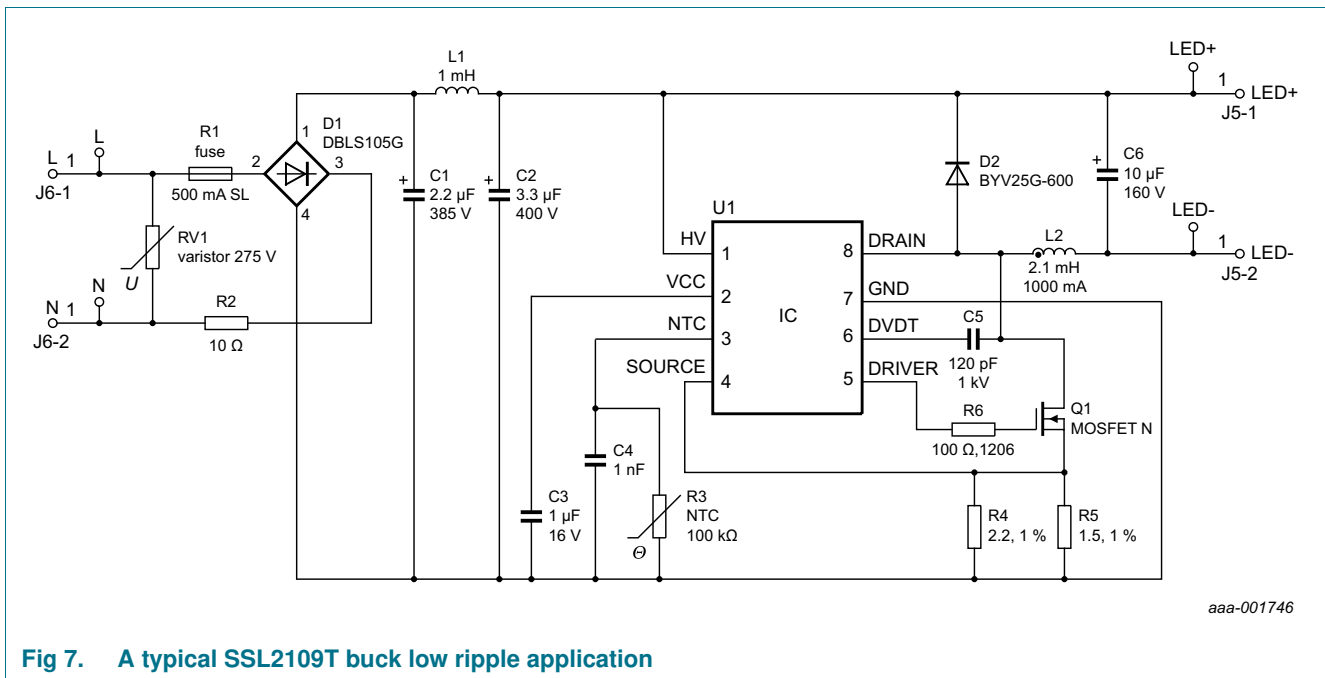 LED+
1 LED+
J5-1
L1
1 mH
D1
DBLS105G
1
2
3
4
R1
fuse
500 mA SL
L
L 1
J6-1
RV1
varistor 275 V
U
N
N 1
J6-2
R2
10 Ω
+
C1
2.2 µF
385 V
+
C2
3.3 µF
400 V
D2
BYV25G-600
+
C6
10 µF
160 V
LED-
1 LED-
J5-2
L2
2.1 mH
1000 mA
U1
IC
HV 1
VCC 2
NTC 3
SOURCE 4
8 DRAIN
7 GND
6 DVDT
5 DRIVER
C5
120 pF
1 kV
R6
100 Ω,1206
Q1
MOSFET N
C4
1 nF
C3
1 µF
16 V
R3
NTC
100 kΩ
Θ
R4
2.2, 1 %
R5
1.5, 1 %
aaa-001746
Fig 7. A typical SSL2109T buck low ripple application